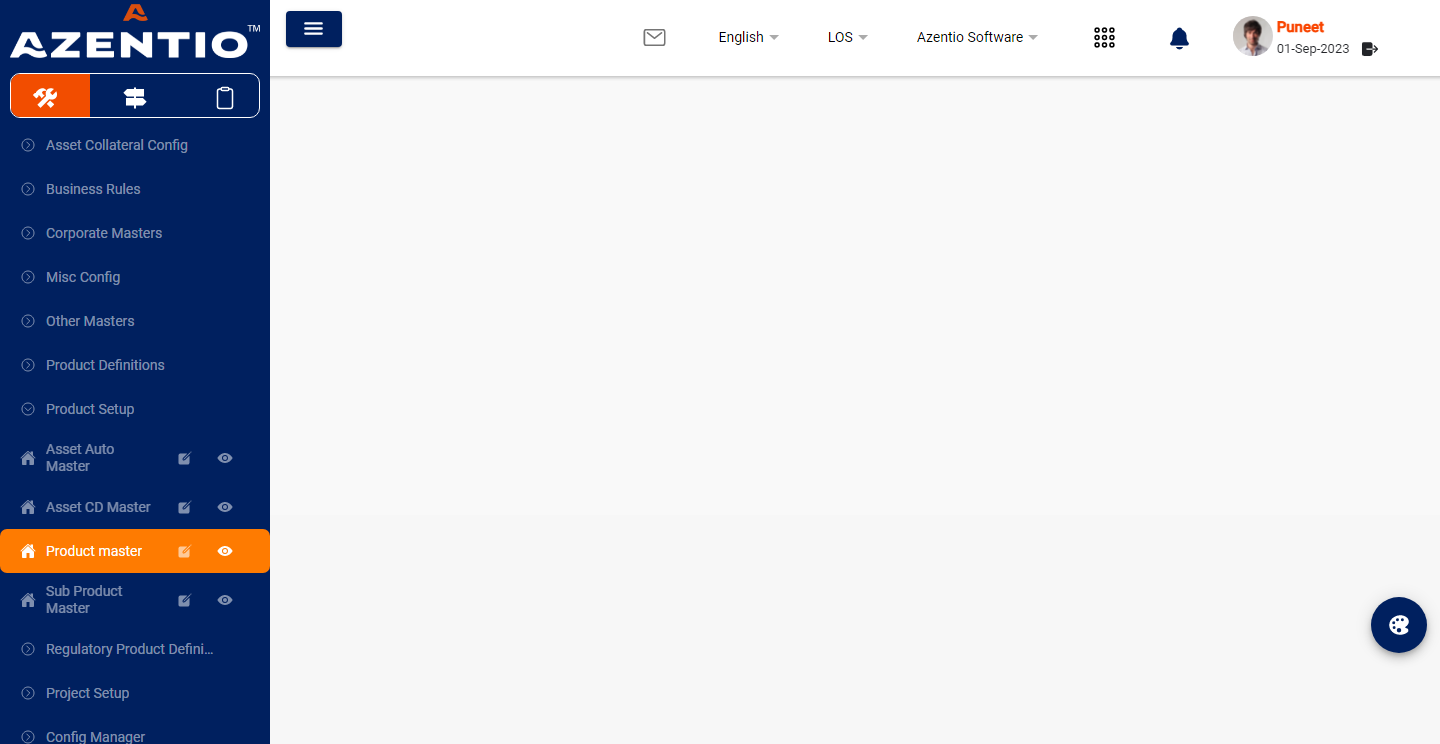 AZENTIO™
English
LOS
Azentio Software
Puneet
01-Sep-2023
Asset Collateral Config
Business Rules
Corporate Masters
Misc Config
Other Masters
Product Definitions
Product Setup
Asset Auto
Master
Asset CD Master
Product master
Sub Product
Master
Regulatory Product Defini...
Project Setup
Config Manager